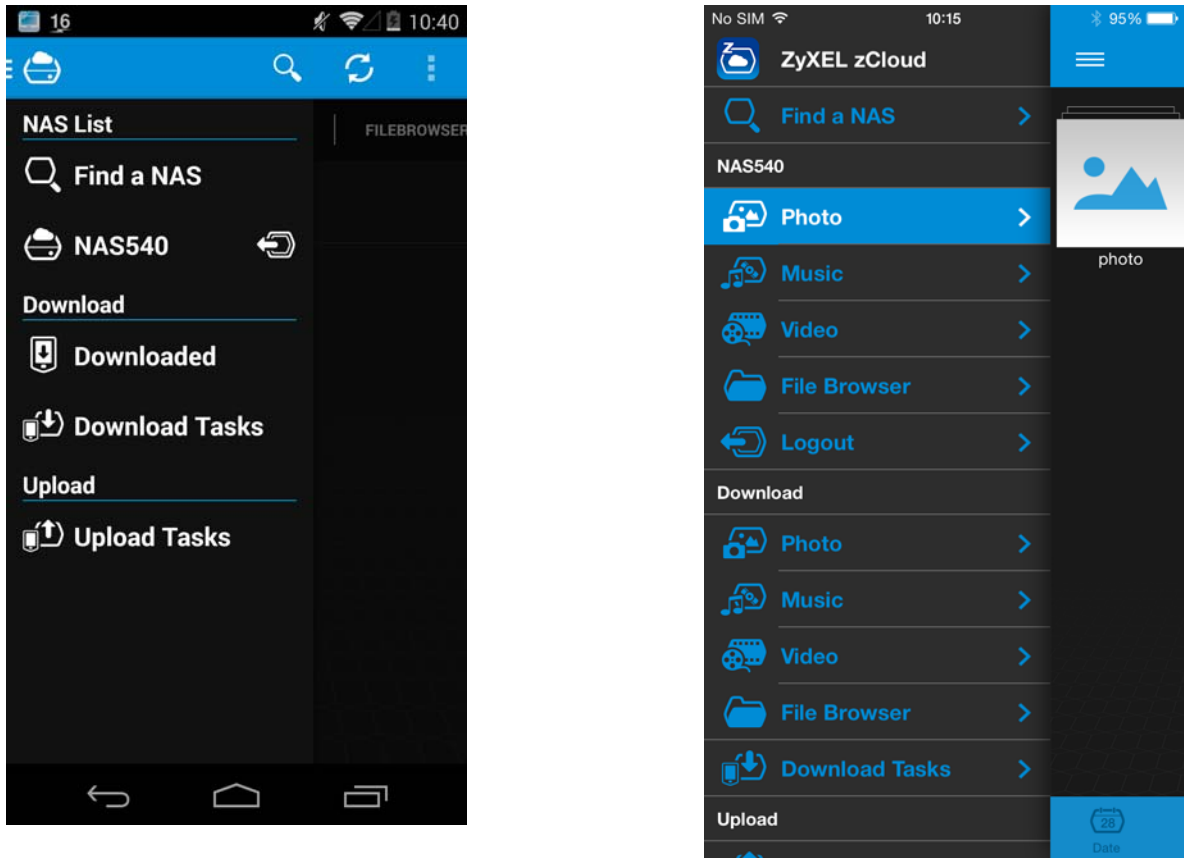 16
10:40
NAS List
FILEBROWSER
Find a NAS
NAS540
Download
Downloaded
Download Tasks
Upload
Upload Tasks
No SIM 10:15 95%
Z
ZyXEL zCloud
Find a NAS
NAS540
Photo
Music
Video
File Browser
Logout
Download
Photo
Music
Video
File Browser
Download Tasks
Upload
photo
28
Date